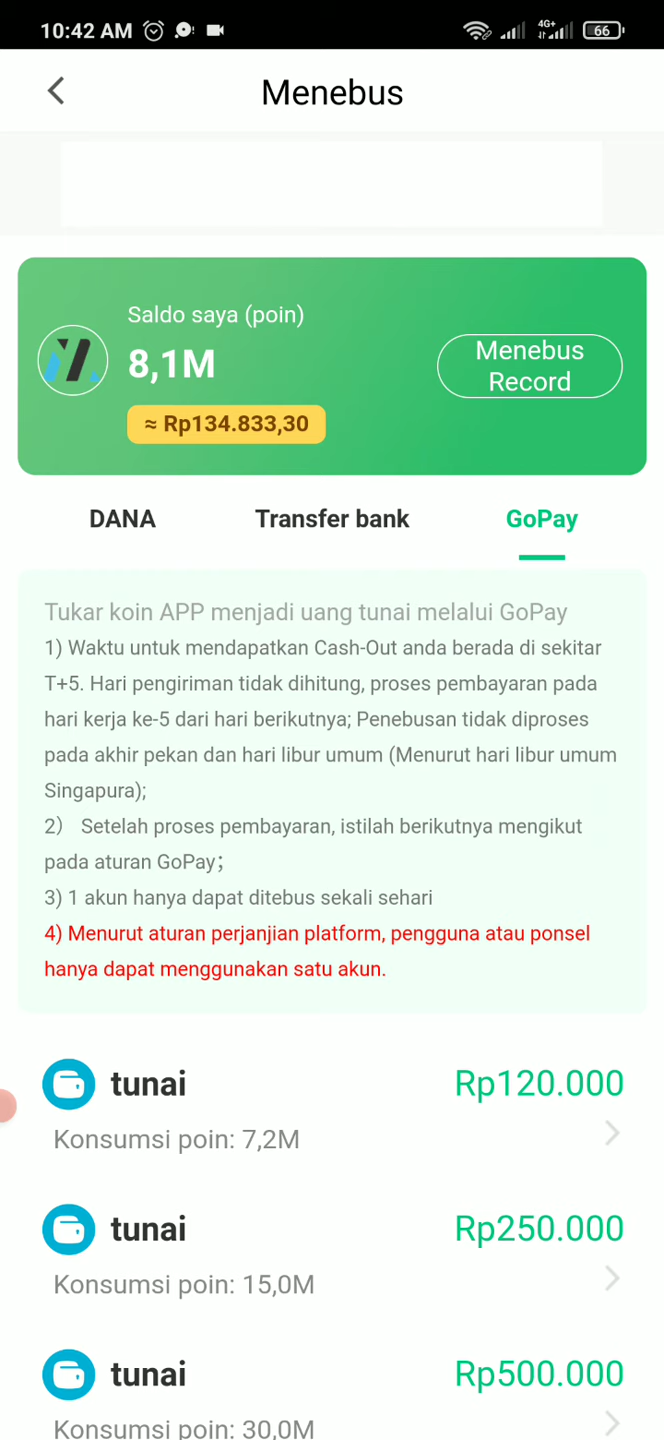 10:42 AM
4G+
66
Menebus
Saldo saya (poin)
8,1M
Menebus
Record
≈ Rp134.833,30
DANA
Transfer bank
GoPay
Tukar koin APP menjadi uang tunai melalui GoPay
1) Waktu untuk mendapatkan Cash-Out anda berada di sekitar
T+5. Hari pengiriman tidak dihitung, proses pembayaran pada
hari kerja ke-5 dari hari berikutnya; Penebusan tidak diproses
pada akhir pekan dan hari libur umum (Menurut hari libur umum
Singapura);
2） Setelah proses pembayaran, istilah berikutnya mengikut
pada aturan GoPay；
3) 1 akun hanya dapat ditebus sekali sehari
4) Menurut aturan perjanjian platform, pengguna atau ponsel
hanya dapat menggunakan satu akun.
tunai
Rp120.000
Konsumsi poin: 7,2M
tunai
Rp250.000
Konsumsi poin: 15,0M
tunai
Rp500.000
Konsumsi poin: 30,0M